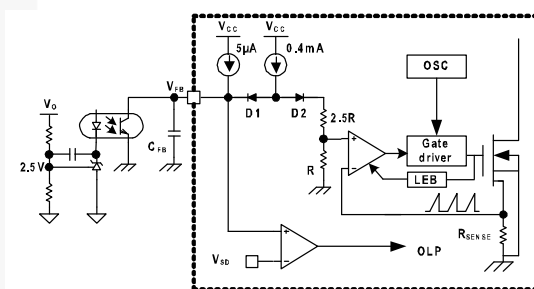 VCC VCC
5µA 0.4mA
OSC
VFB
VO
D1 D2
2.5R
CFB
Gate
driver
2.5V
R
LEB
RSENSE
VSD
OLP
+
-
+
-